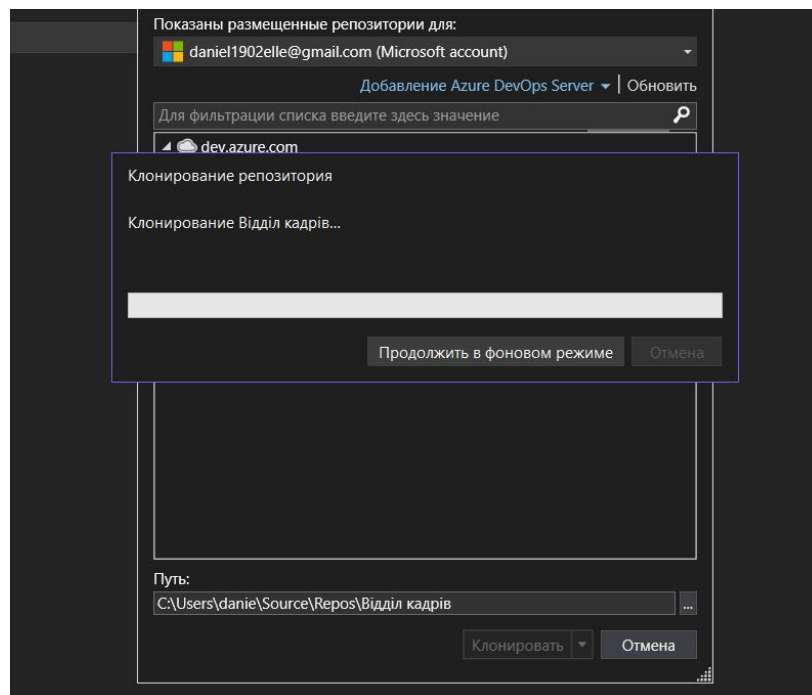 Показаны размещенные репозитории для:
daniel1902elle@gmail.com (Microsoft account)
Добавление Azure DevOps Server | Обновить
Для фильтрации списка введите здесь значение
dev.azure.com
Клонирование репозитория
Клонирование Відділ кадрів...
Продолжить в фоновом режиме Отмена
Путь:
C:\Users\danie\Source\Repos\Відділ кадрів ...
Клонировать Отмена